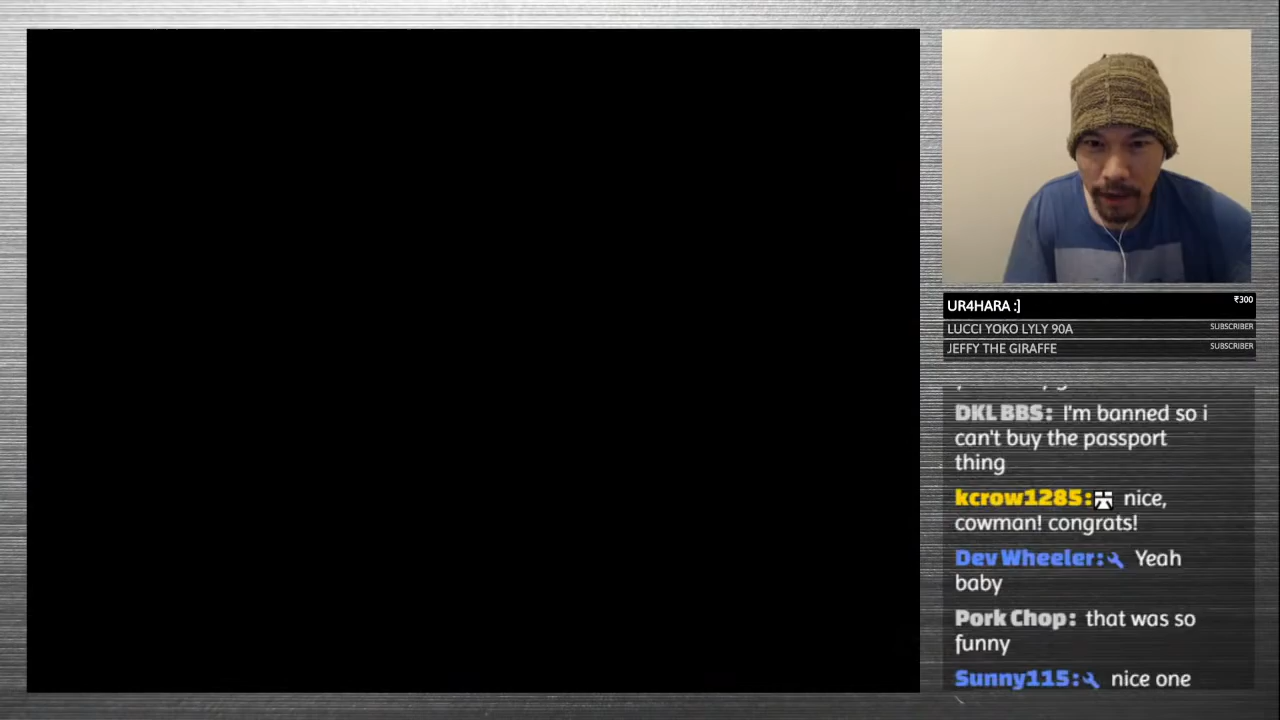 UR4HARA :] ₹300
LUCCI YOKO LYLY 90A SUBSCRIBER
JEFFY THE GIRAFFE SUBSCRIBER
DKL BBS: I'm banned so i
can't buy the passport
thing
kcrow1285: nice,
cowman! congrats!
Dev Wheeler: Yeah
baby
Pork Chop: that was so
funny
Sunny115: nice one